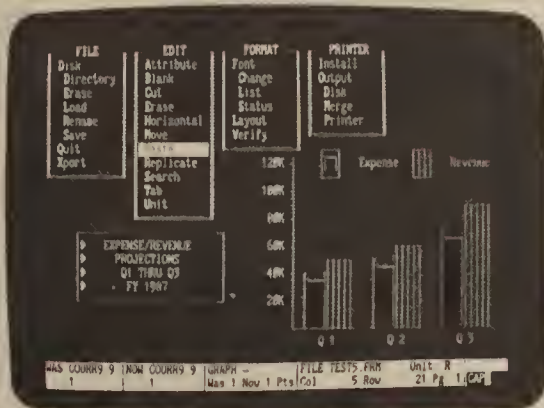 FILE
Disk
Directory
Erase
Load
Rename
Save
Quit
Xport
EDIT
Attribute
Blank
Cut
Erase
Horizontal
Move
Replicate
Search
Tab
Unit
FORMAT
Font
Change
List
Status
Layout
Verify
PRINTER
Install
Output
Disk
Merge
Printer
Expense Revenue
120K
100K
80K
60K
40K
20K
Q 1 Q 2 Q 3
EXPENSE/REVENUE
PROJECTIONS
Q1 THRU Q3
- FY 1987
WAS COURR9 9 NOW COURR9 9 GRAPH - FILE TEST5.FRM Unit R
1 1 Was 1 Now 1 Pts Col 5 Row 21 Pg 1 CAP